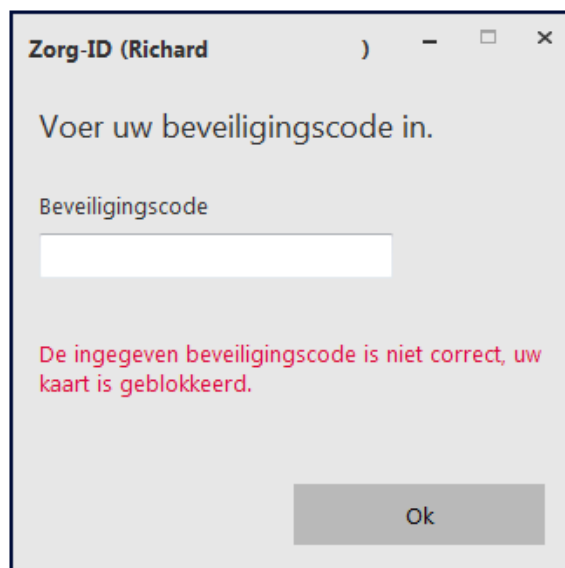 Zorg-ID (Richard )
Voer uw beveiligingscode in.
Beveiligingscode
De ingegeven beveiligingscode is niet correct, uw
kaart is geblokkeerd.
Ok